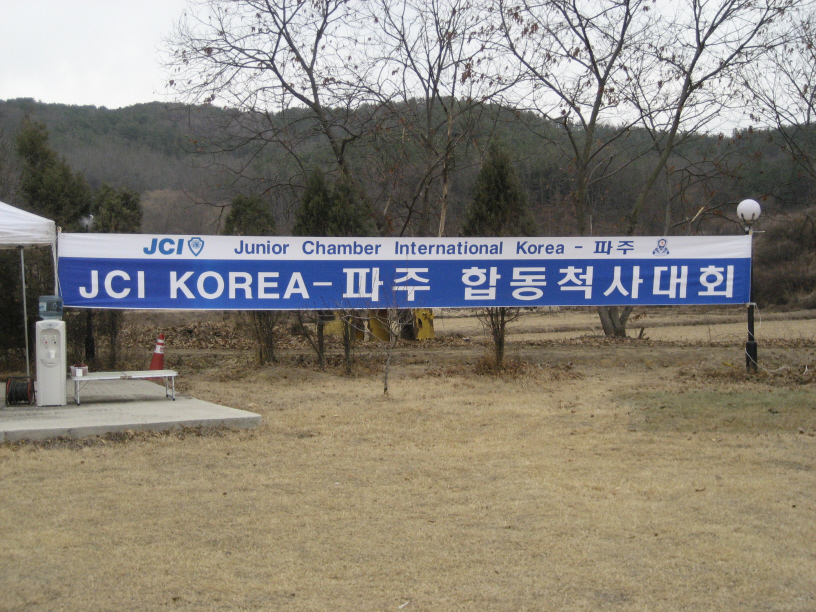 JCI Junior Chamber International Korea - 파주
JCI KOREA-파주 합동척사대회